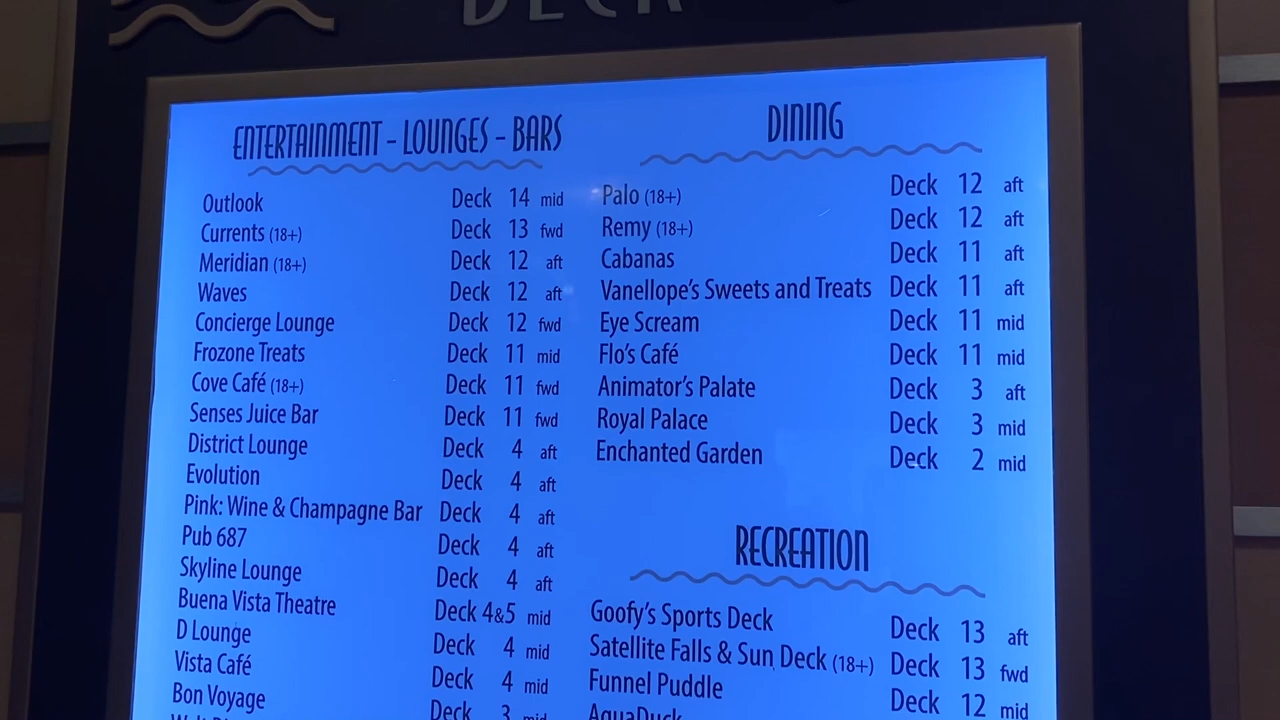 DECK
ENTERTAINMENT - LOUNGES - BARS
Outlook Deck 14 mid
Currents (18+) Deck 13 fwd
Meridian (18+) Deck 12 aft
Waves Deck 12 aft
Concierge Lounge Deck 12 fwd
Frozone Treats Deck 11 mid
Cove Café (18+) Deck 11 fwd
Senses Juice Bar Deck 11 fwd
District Lounge Deck 4 aft
Evolution Deck 4 aft
Pink: Wine & Champagne Bar Deck 4 aft
Pub 687 Deck 4 aft
Skyline Lounge Deck 4 aft
Buena Vista Theatre Deck 4&5 mid
D Lounge Deck 4 mid
Vista Café Deck 4 mid
Bon Voyage Deck 3 mid
DINING
Palo (18+) Deck 12 aft
Remy (18+) Deck 12 aft
Cabanas Deck 11 aft
Vanellope's Sweets and Treats Deck 11 aft
Eye Scream Deck 11 mid
Flo's Café Deck 11 mid
Animator's Palate Deck 3 aft
Royal Palace Deck 3 mid
Enchanted Garden Deck 2 mid
RECREATION
Goofy's Sports Deck Deck 13 aft
Satellite Falls & Sun Deck (18+) Deck 13 fwd
Funnel Puddle Deck 12 mid
AquaDuck